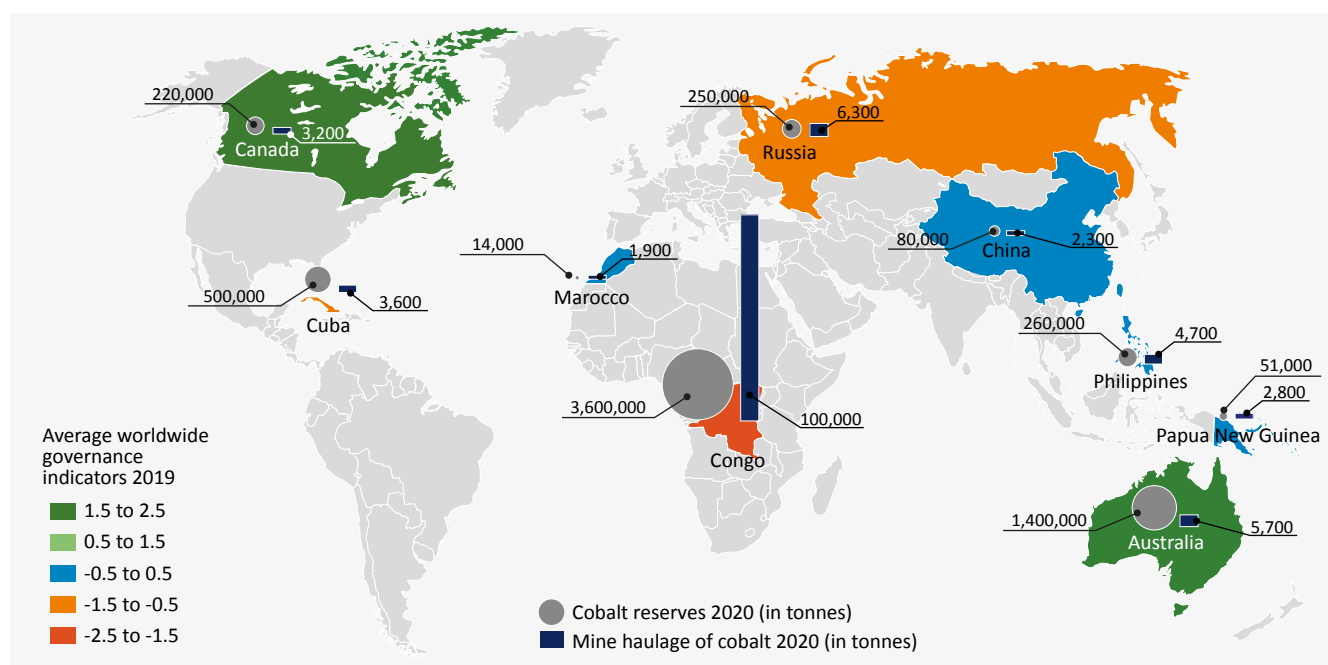 220,000
3,200
Canada
250,000
6,300
Russia
80,000
2,300
China
14,000
1,900
Marocco
500,000
3,600
Cuba
260,000
4,700
Philippines
51,000
2,800
Papua New Guinea
3,600,000
100,000
Congo
1,400,000
5,700
Australia
Average worldwide
governance
indicators 2019
1.5 to 2.5
0.5 to 1.5
-0.5 to 0.5
-1.5 to -0.5
-2.5 to -1.5
Cobalt reserves 2020 (in tonnes)
Mine haulage of cobalt 2020 (in tonnes)